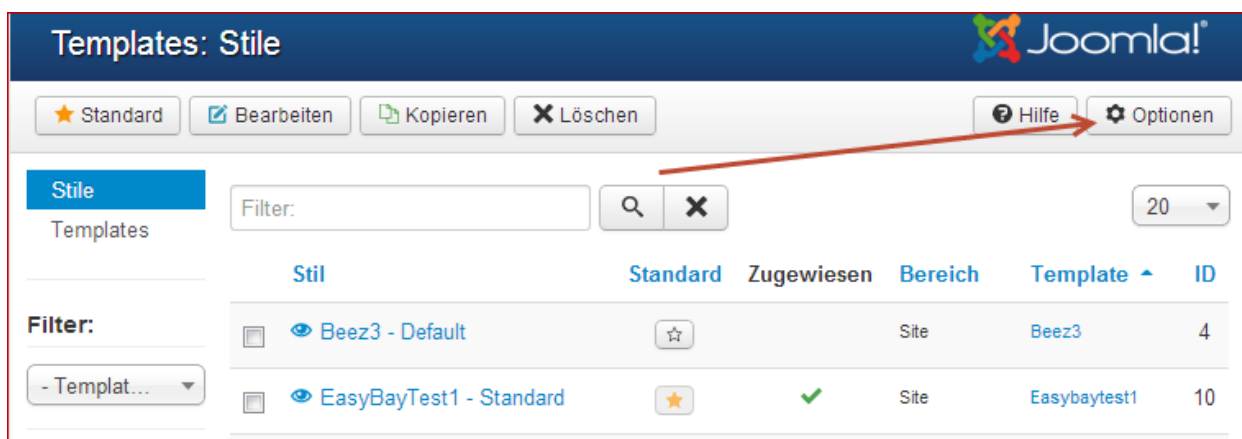 Templates: Stile
Joomla!®
Standard Bearbeiten Kopieren Löschen Hilfe Optionen
Stile
Templates
Filter:
20
Stil Standard Zugewiesen Bereich Template ID
Filter:
Beez3 - Default Site Beez3 4
- Templat...
EasyBayTest1 - Standard Site Easybaytest1 10